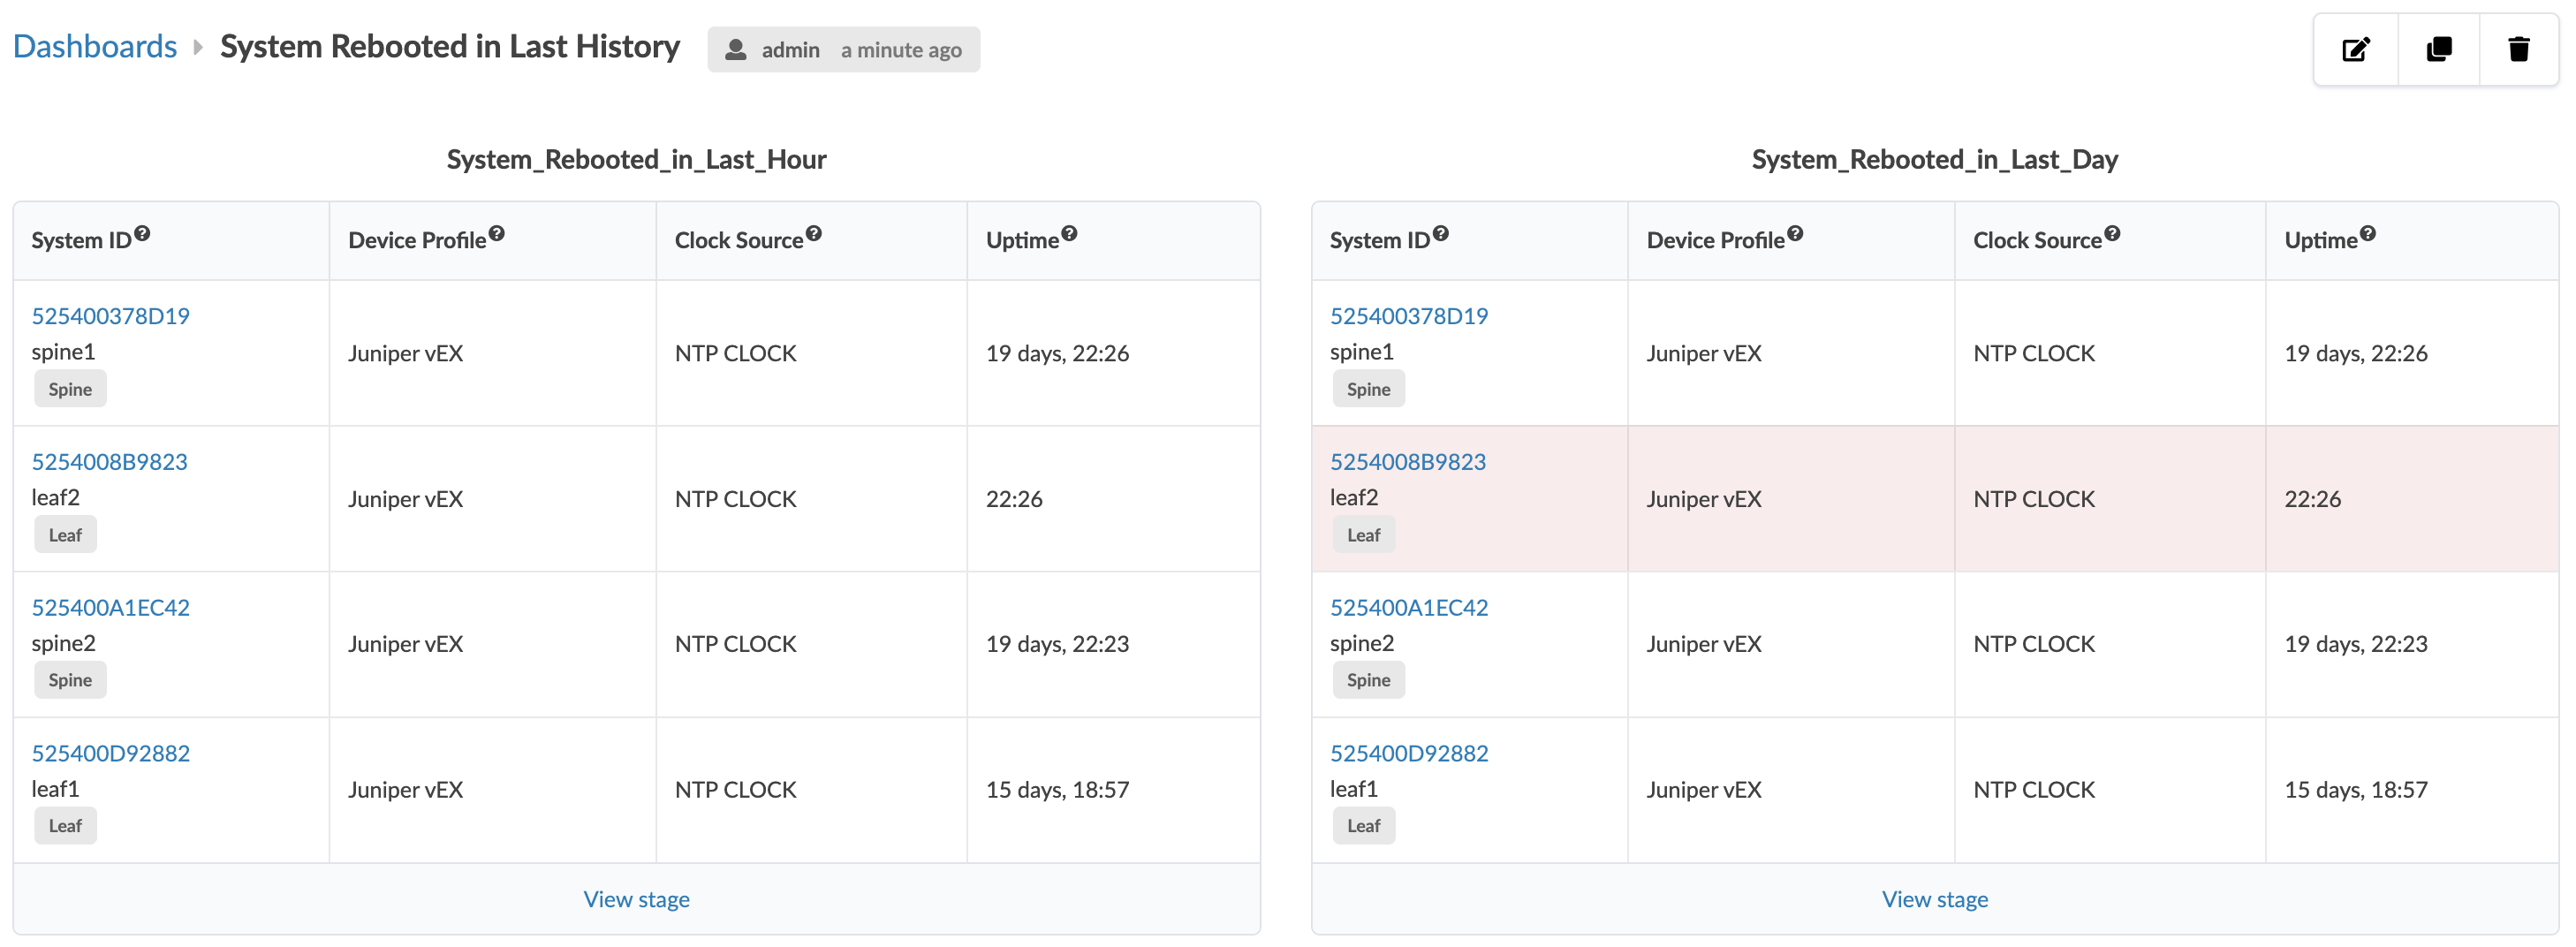 Dashboards System Rebooted in Last History admin a minute ago
System_Rebooted_in_Last_Hour
System ID Device Profile Clock Source Uptime
525400378D19
spine1
Spine
Juniper vEX NTP CLOCK 19 days, 22:26
5254008B9823
leaf2
Leaf
Juniper vEX NTP CLOCK 22:26
525400A1EC42
spine2
Spine
Juniper vEX NTP CLOCK 19 days, 22:23
525400D92882
leaf1
Leaf
Juniper vEX NTP CLOCK 15 days, 18:57
View stage
System_Rebooted_in_Last_Day
System ID Device Profile Clock Source Uptime
525400378D19
spine1
Spine
Juniper vEX NTP CLOCK 19 days, 22:26
5254008B9823
leaf2
Leaf
Juniper vEX NTP CLOCK 22:26
525400A1EC42
spine2
Spine
Juniper vEX NTP CLOCK 19 days, 22:23
525400D92882
leaf1
Leaf
Juniper vEX NTP CLOCK 15 days, 18:57
View stage